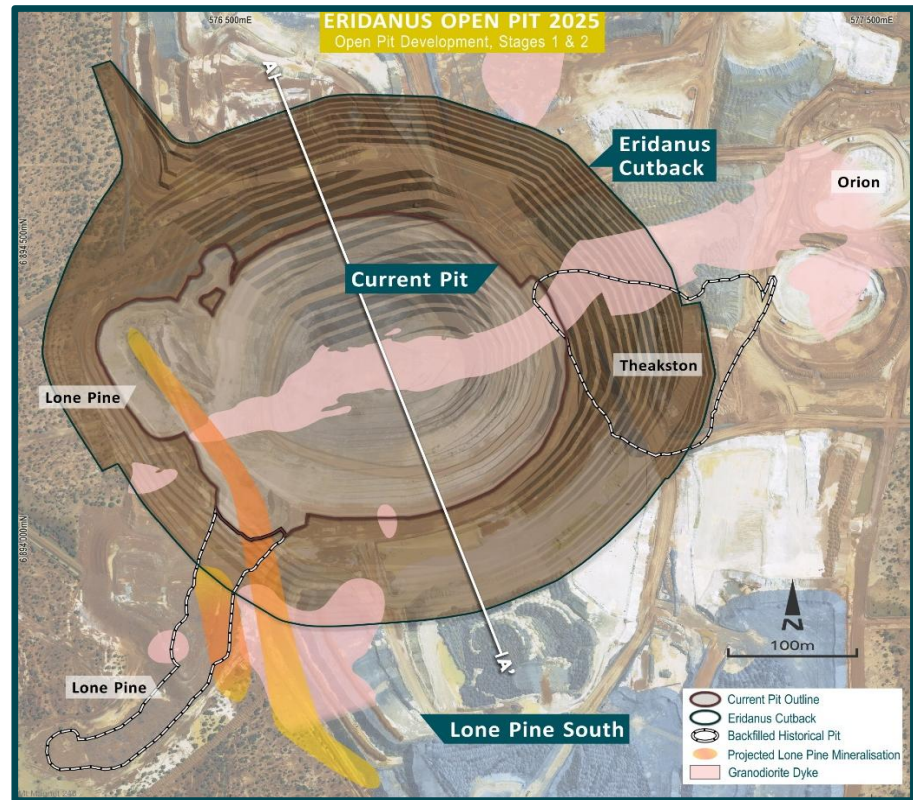 ERIDANUS OPEN PIT 2025
Open Pit Development, Stages 1 & 2
576 500mE
577 500mE
A
Eridanus
Cutback
Orion
6 894 500mN
Current Pit
Theakston
Lone Pine
6 894 000mN
N
100m
A'
Lone Pine
Lone Pine South
Current Pit Outline
Eridanus Cutback
Backfilled Historical Pit
Projected Lone Pine Mineralisation
Granodiorite Dyke